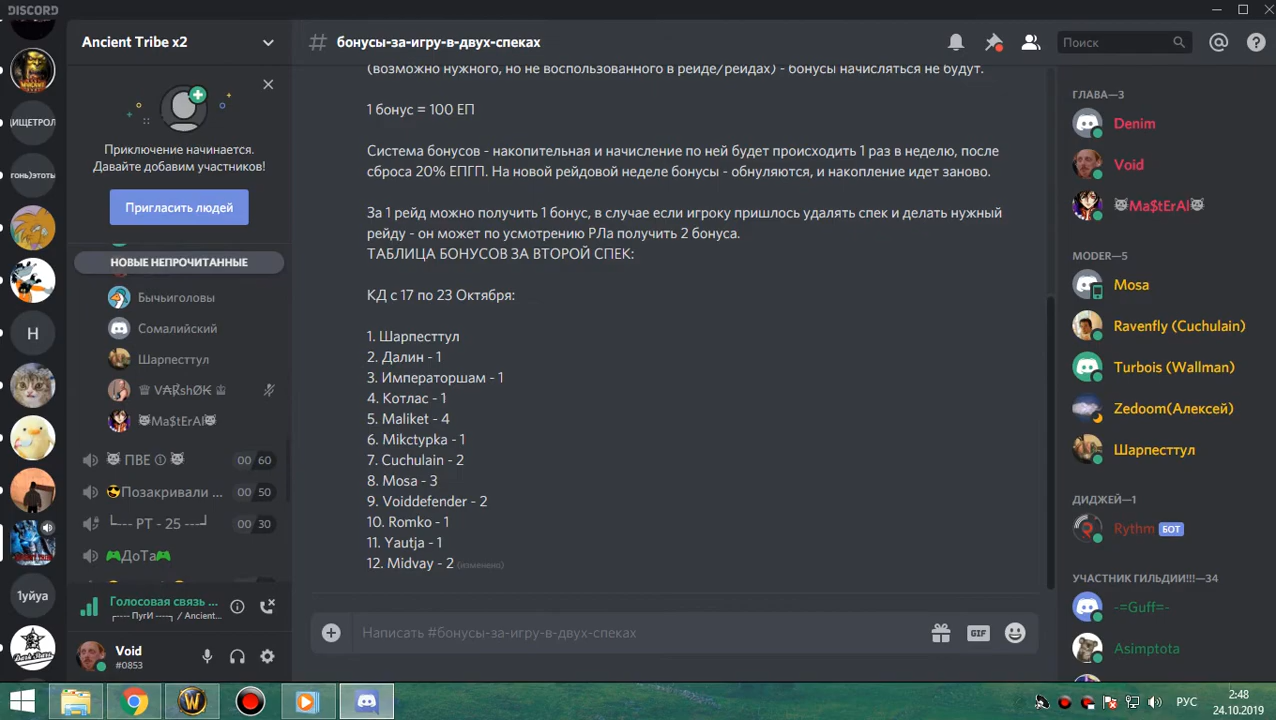 DISCORD
ИЩЕТРОЛ
гонь)этоты
Н
1уйуа
Ancient Tribe x2
Приключение начинается.
Давайте добавим участников!
Пригласить людей
НОВЫЕ НЕПРОЧИТАННЫЕ
Бычьиголовы
Сомалийский
Шарпесттул
Ma$tErAl
ПВЕ ① 00 60
Позакривали ... 00 50
└--- РТ - 25 ---┘ 00 30
ДоТа
Голосовая связь ...
┌---- ПугИ ----┐ / Ancient...
Void
#0853
# бонусы-за-игру-в-двух-спеках
Поиск
(возможно нужного, но не воспользованного в рейде/рейдах) - бонусы начисляться не будут.
1 бонус = 100 ЕП
Система бонусов - накопительная и начисление по ней будет происходить 1 раз в неделю, после
сброса 20% ЕПГП. На новой рейдовой неделе бонусы - обнуляются, и накопление идет заново.
За 1 рейд можно получить 1 бонус, в случае если игроку пришлось удалять спек и делать нужный
рейду - он может по усмотрению РЛа получить 2 бонуса.
ТАБЛИЦА БОНУСОВ ЗА ВТОРОЙ СПЕК:
КД с 17 по 23 Октября:
1. Шарпесттул
2. Далин - 1
3. Императоршам - 1
4. Котлас - 1
5. Maliket - 4
6. Mikctypka - 1
7. Cuchulain - 2
8. Mosa - 3
9. Voiddefender - 2
10. Romko - 1
11. Yautja - 1
12. Midvay - 2 (изменено)
Написать #бонусы-за-игру-в-двух-спеках
GIF
ГЛАВА—3
Denim
Void
Ma$tErAl
MODER—5
Mosa
Ravenfly (Cuchulain)
Turbois (Wallman)
Zedoom(Алексей)
Шарпесттул
ДИДЖЕЙ—1
Rythm БОТ
УЧАСТНИК ГИЛЬДИИ!!!—34
-=Guff=-
Asimptota
РУС
2:48
24.10.2019